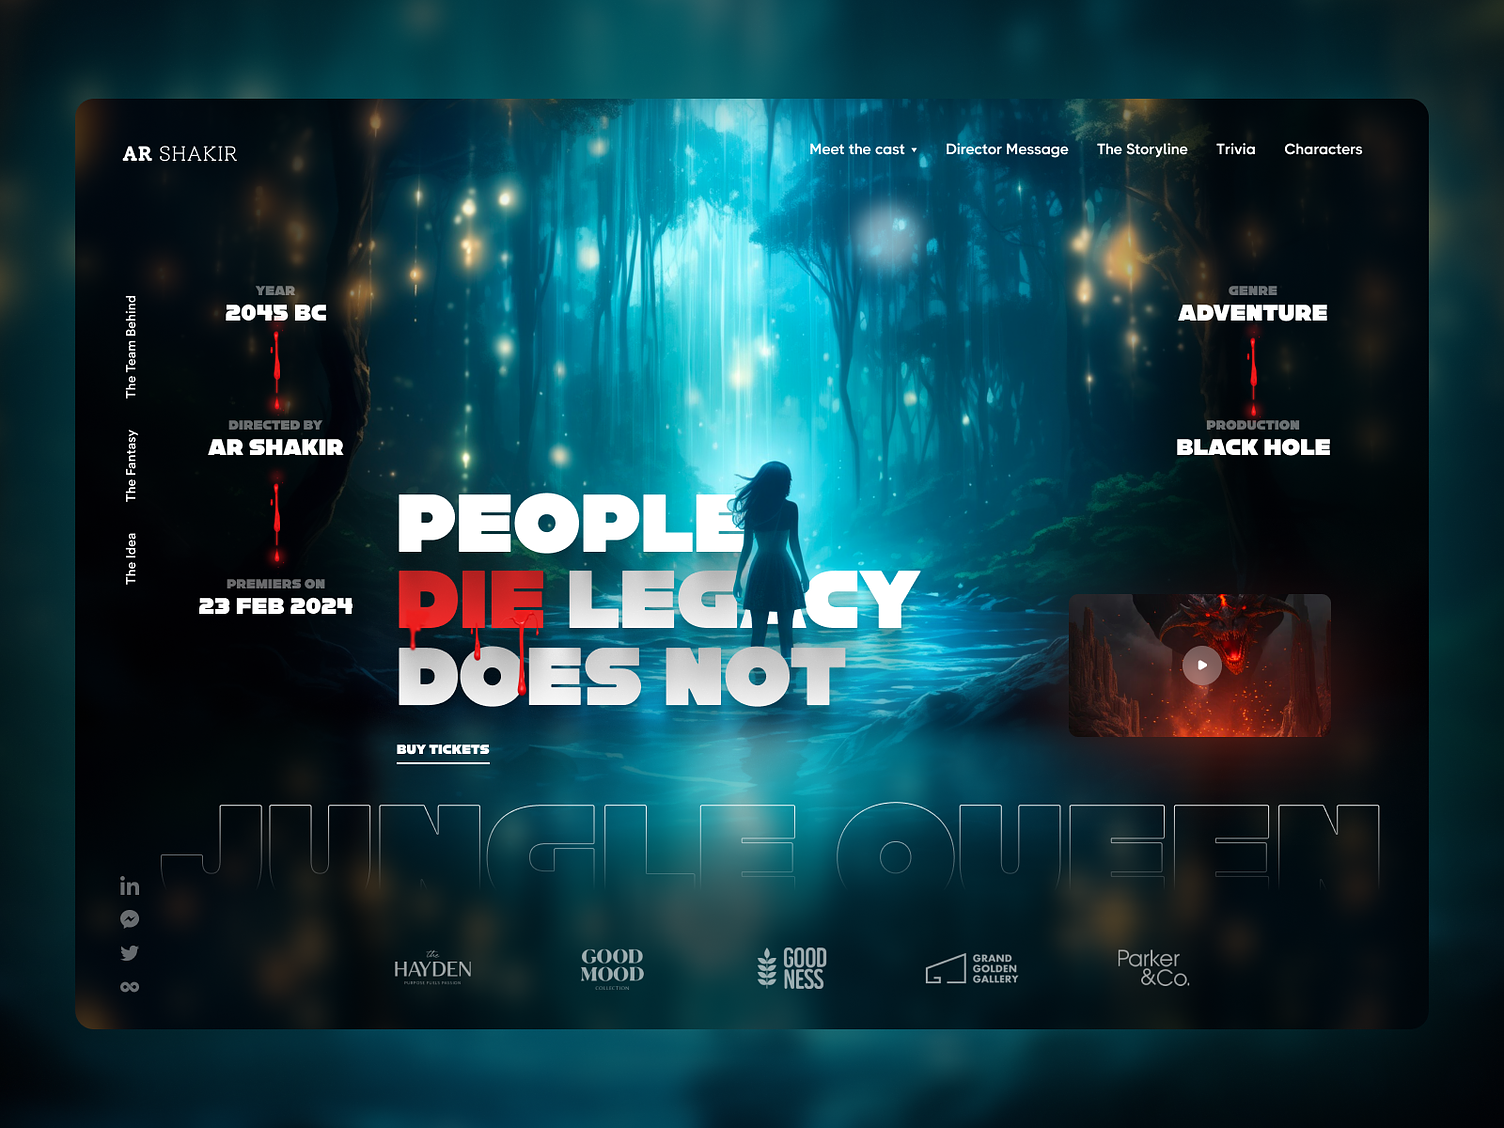 AR SHAKIR
Meet the cast
Director Message
The Storyline
Trivia
Characters
The Team Behind
The Fantasy
The Idea
YEAR
2045 BC
DIRECTED BY
AR SHAKIR
PREMIERS ON
23 FEB 2024
GENRE
ADVENTURE
PRODUCTION
BLACK HOLE
PEOPLE
DIE LEGACY
DOES NOT
BUY TICKETS
JUNGLE QUEEN
in
the
HAYDEN
PURPOSE FUELS PASSION
GOOD
MOOD
COLLECTION
GOOD
NESS
GRAND
GOLDEN
GALLERY
Parker
&Co.